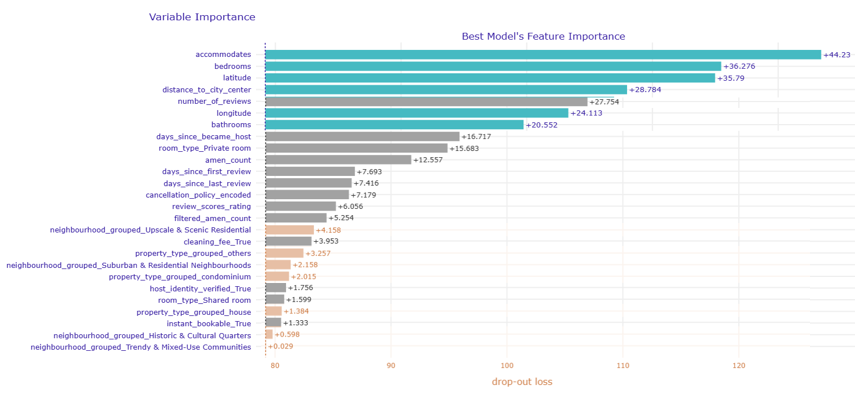 Variable Importance
Best Model's Feature Importance
accommodates +44.23
bedrooms +36.276
latitude +35.79
distance_to_city_center +28.784
number_of_reviews +27.754
longitude +24.113
bathrooms +20.552
days_since_became_host +16.717
room_type_Private room +15.683
amen_count +12.557
days_since_first_review +7.693
days_since_last_review +7.416
cancellation_policy_encoded +7.179
review_scores_rating +6.056
filtered_amen_count +5.254
neighbourhood_grouped_Upscale & Scenic Residential +4.158
cleaning_fee_True +3.953
property_type_grouped_others +3.257
neighbourhood_grouped_Suburban & Residential Neighbourhoods +2.158
property_type_grouped_condominium +2.015
host_identity_verified_True +1.756
room_type_Shared room +1.599
property_type_grouped_house +1.384
instant_bookable_True +1.333
neighbourhood_grouped_Historic & Cultural Quarters +0.598
neighbourhood_grouped_Trendy & Mixed-Use Communities +0.029
80 90 100 110 120
drop-out loss